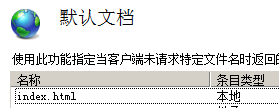 默认文档
使用此功能指定当客户端未请求特定文件名时返回的
名称 条目类型
index.html 本地